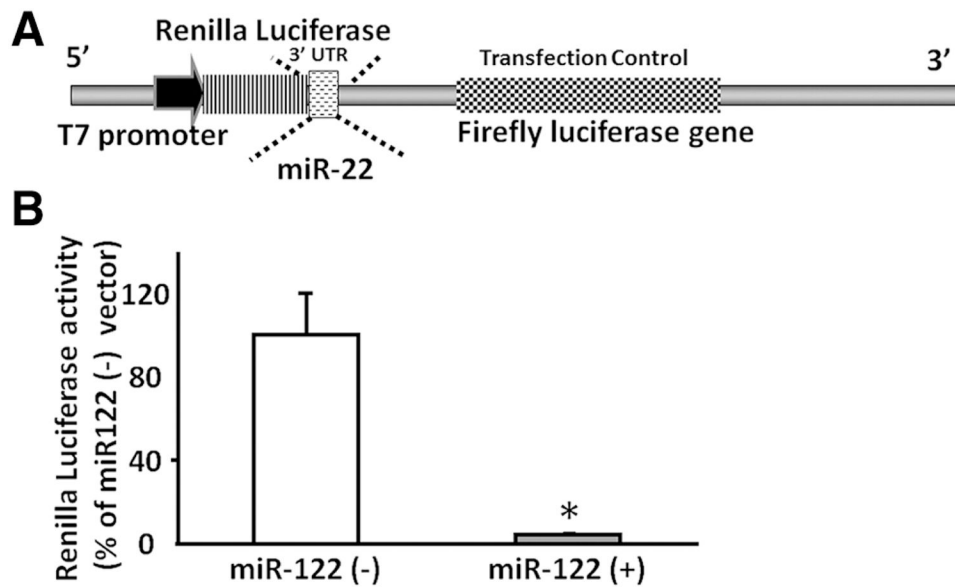 A
Renilla Luciferase
5’
3’ UTR
Transfection Control
3’
T7 promoter
Firefly luciferase gene
miR-22
B
Renilla Luciferase activity
(% of miR122 (-) vector)
120
80
40
0
*
miR-122 (-)
miR-122 (+)